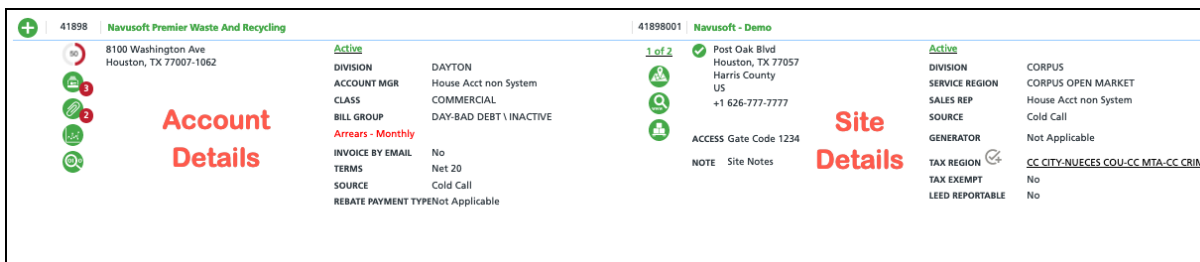 41898 Navusoft Premier Waste And Recycling
50
8100 Washington Ave
Houston, TX 77007-1062
3
2
Account
Details
Active
DIVISION DAYTON
ACCOUNT MGR House Acct non System
CLASS COMMERCIAL
BILL GROUP DAY-BAD DEBT \ INACTIVE
Arrears - Monthly
INVOICE BY EMAIL No
TERMS Net 20
SOURCE Cold Call
REBATE PAYMENT TYPENot Applicable
41898001 Navusoft - Demo
1 of 2
Post Oak Blvd
Houston, TX 77057
Harris County
US
+1 626-777-7777
ACCESS Gate Code 1234
NOTE Site Notes
Site
Details
Active
DIVISION CORPUS
SERVICE REGION CORPUS OPEN MARKET
SALES REP House Acct non System
SOURCE Cold Call
GENERATOR Not Applicable
TAX REGION CC CITY-NUECES COU-CC MTA-CC CRIM
TAX EXEMPT No
LEED REPORTABLE No